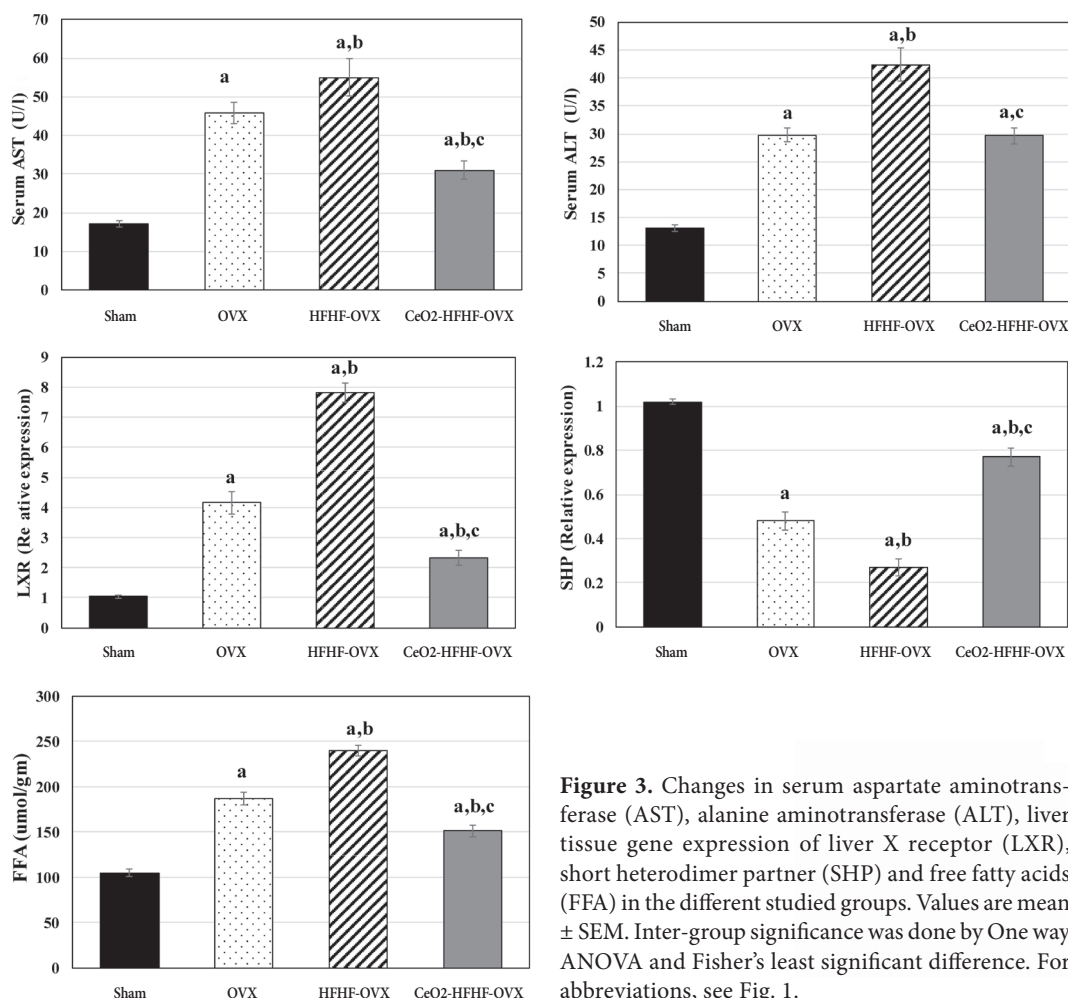 70
60
50
40
30
20
10
0
Serum AST (U/l)
a
a,b
a,b,c
Sham OVX HFHF-OVX CeO2-HFHF-OVX
50
45
40
35
30
25
20
15
10
5
0
Serum ALT (U/l)
a
a,b
a,c
Sham OVX HFHF-OVX CeO2-HFHF-OVX
9
8
7
6
5
4
3
2
1
0
LXR (Re ative expression)
a
a,b
a,b,c
Sham OVX HFHF-OVX CeO2-HFHF-OVX
1.2
1
0.8
0.6
0.4
0.2
0
SHP (Relative expression)
a
a,b
a,b,c
Sham OVX HFHF-OVX CeO2-HFHF-OVX
300
250
200
150
100
50
0
FFA (umol/gm)
a
a,b
a,b,c
Sham OVX HFHF-OVX CeO2-HFHF-OVX
Figure 3. Changes in serum aspartate aminotrans-
ferase (AST), alanine aminotransferase (ALT), liver
tissue gene expression of liver X receptor (LXR),
short heterodimer partner (SHP) and free fatty acids
(FFA) in the different studied groups. Values are mean
± SEM. Inter-group significance was done by One way
ANOVA and Fisher's least significant difference. For
abbreviations, see Fig. 1.